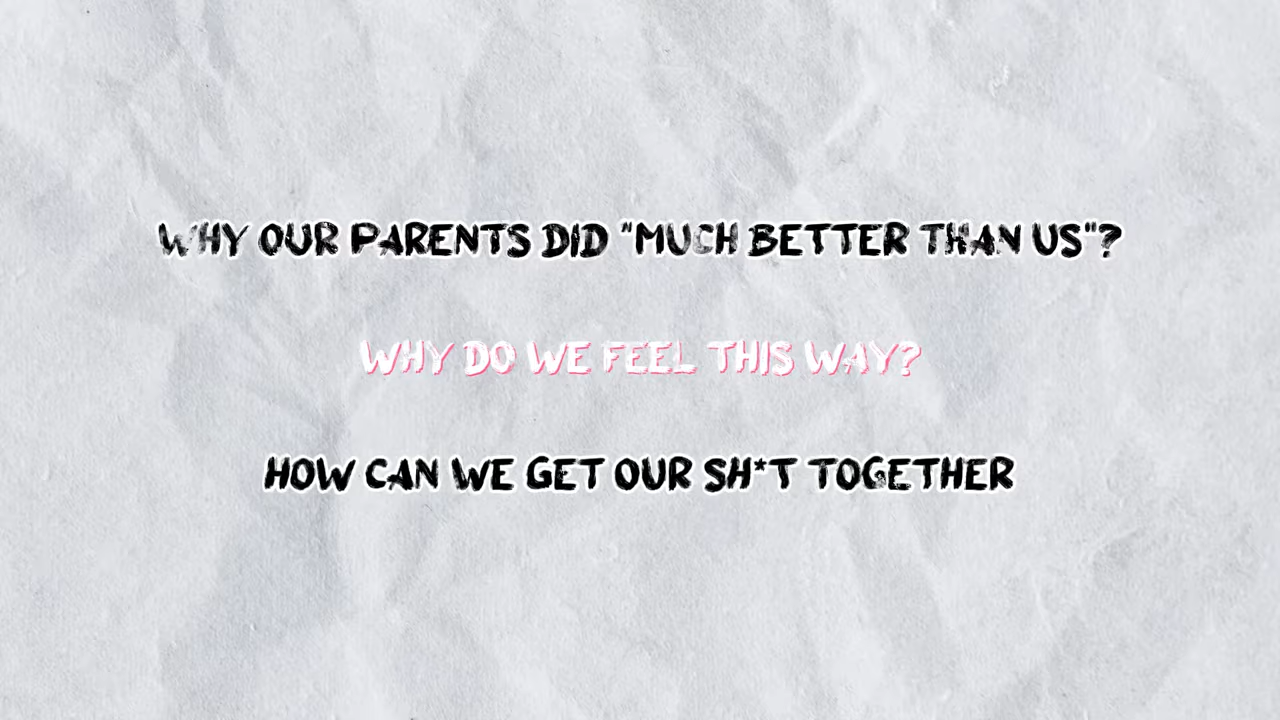 WHY OUR PARENTS DID "MUCH BETTER THAN US"?
WHY DO WE FEEL THIS WAY?
HOW CAN WE GET OUR SH*T TOGETHER